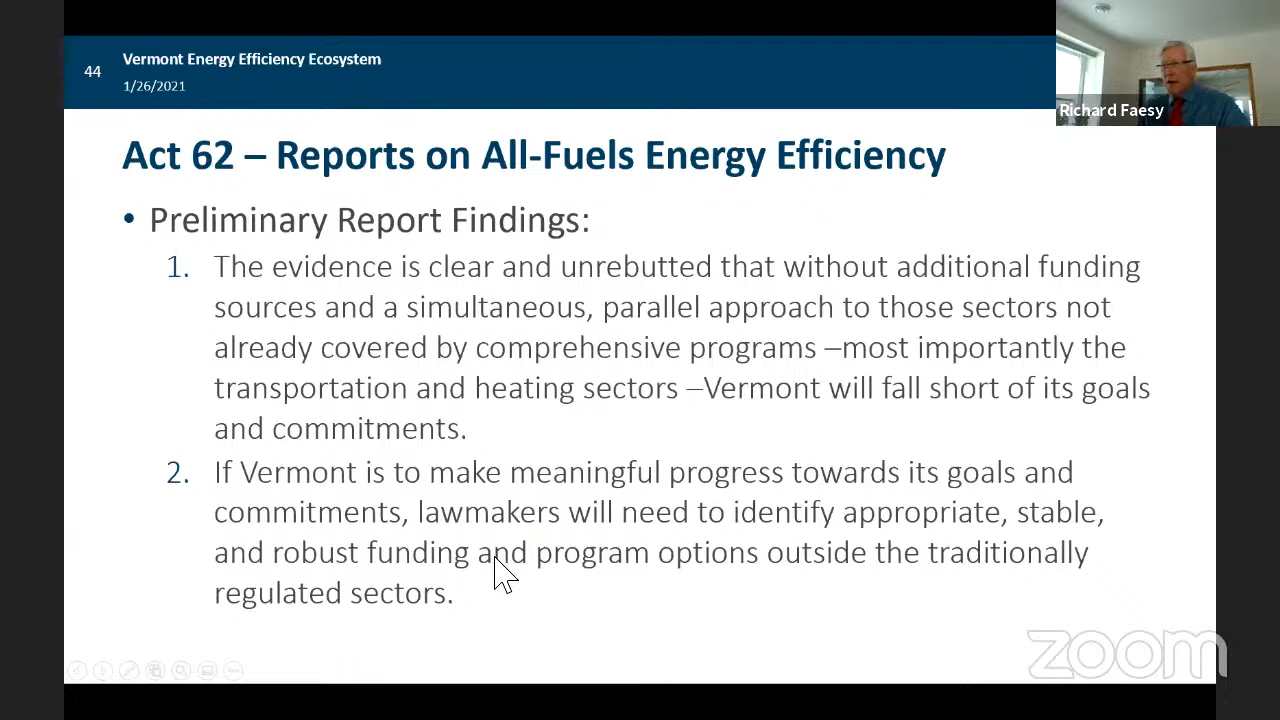 44
Vermont Energy Efficiency Ecosystem
1/26/2021
Richard Faesy
Act 62 – Reports on All-Fuels Energy Efficiency
• Preliminary Report Findings:
1. The evidence is clear and unrebutted that without additional funding
sources and a simultaneous, parallel approach to those sectors not
already covered by comprehensive programs –most importantly the
transportation and heating sectors –Vermont will fall short of its goals
and commitments.
2. If Vermont is to make meaningful progress towards its goals and
commitments, lawmakers will need to identify appropriate, stable,
and robust funding and program options outside the traditionally
regulated sectors.
zoom